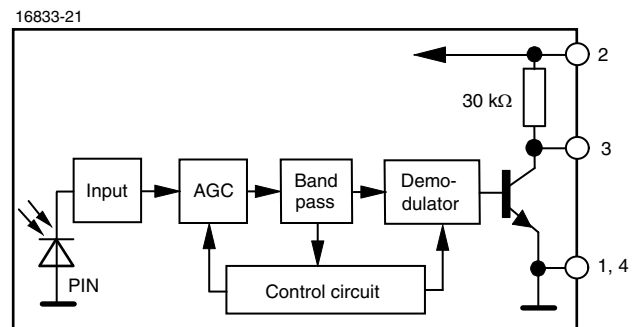 16833-21
2
30 kΩ
3
Input
AGC
Band
pass
Demo-
dulator
1, 4
PIN
Control circuit